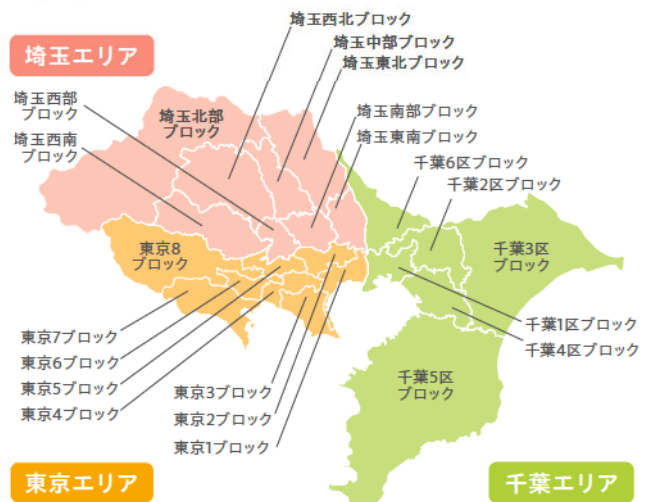 埼玉西北ブロック
埼玉エリア
埼玉中部ブロック
埼玉東北ブロック
埼玉西部
ブロック
埼玉北部
ブロック
埼玉南部ブロック
埼玉西南
ブロック
埼玉東南ブロック
千葉6区ブロック
千葉2区ブロック
東京8
ブロック
千葉3区
ブロック
千葉1区ブロック
東京7ブロック
千葉4区ブロック
東京6ブロック
東京5ブロック
千葉5区
ブロック
東京3ブロック
東京4ブロック
東京2ブロック
東京1ブロック
東京エリア
千葉エリア